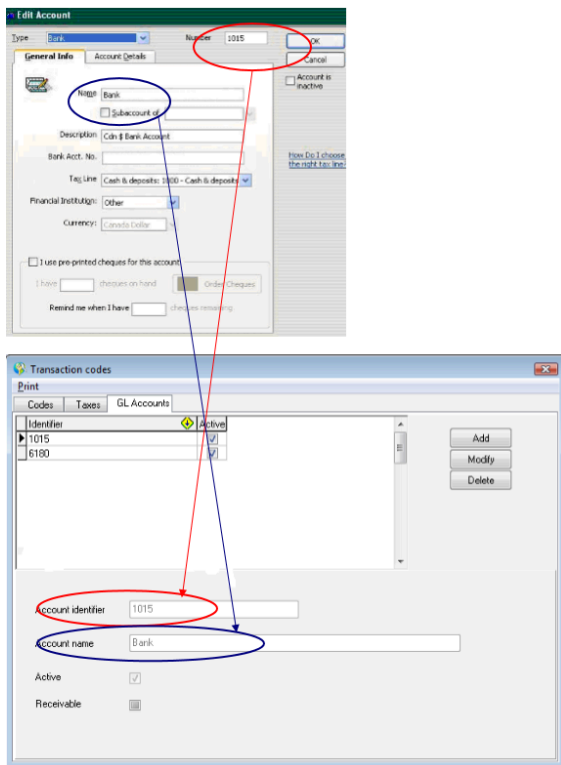 Edit Account
Type Bank Number 1015 OK
General Info Account Details Cancel
Account is
inactive
Name Bank
Subaccount of
Description Cdn $ Bank Account
Bank Acct. No.
How Do I choose
the right tax line
Tax Line Cash & deposits: 1000 - Cash & deposits
Financial Institution: Other
Currency: Canada Dollar
I use pre-printed cheques for this account
I have cheques on hand Order Cheques
Remind me when I have cheques remaining
Transaction codes
Print
Codes Taxes GL Accounts
Identifier Active
1015 Add
6180 Modify
Delete
Account identifier 1015
Account name Bank
Active
Receivable